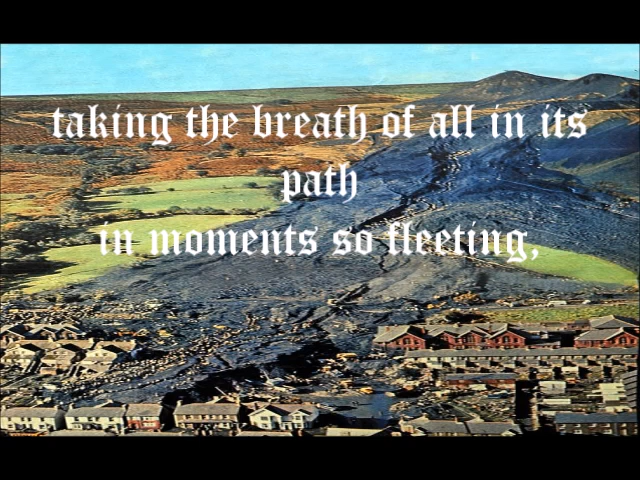 taking the breath of all in its
path
in moments so fleeting,